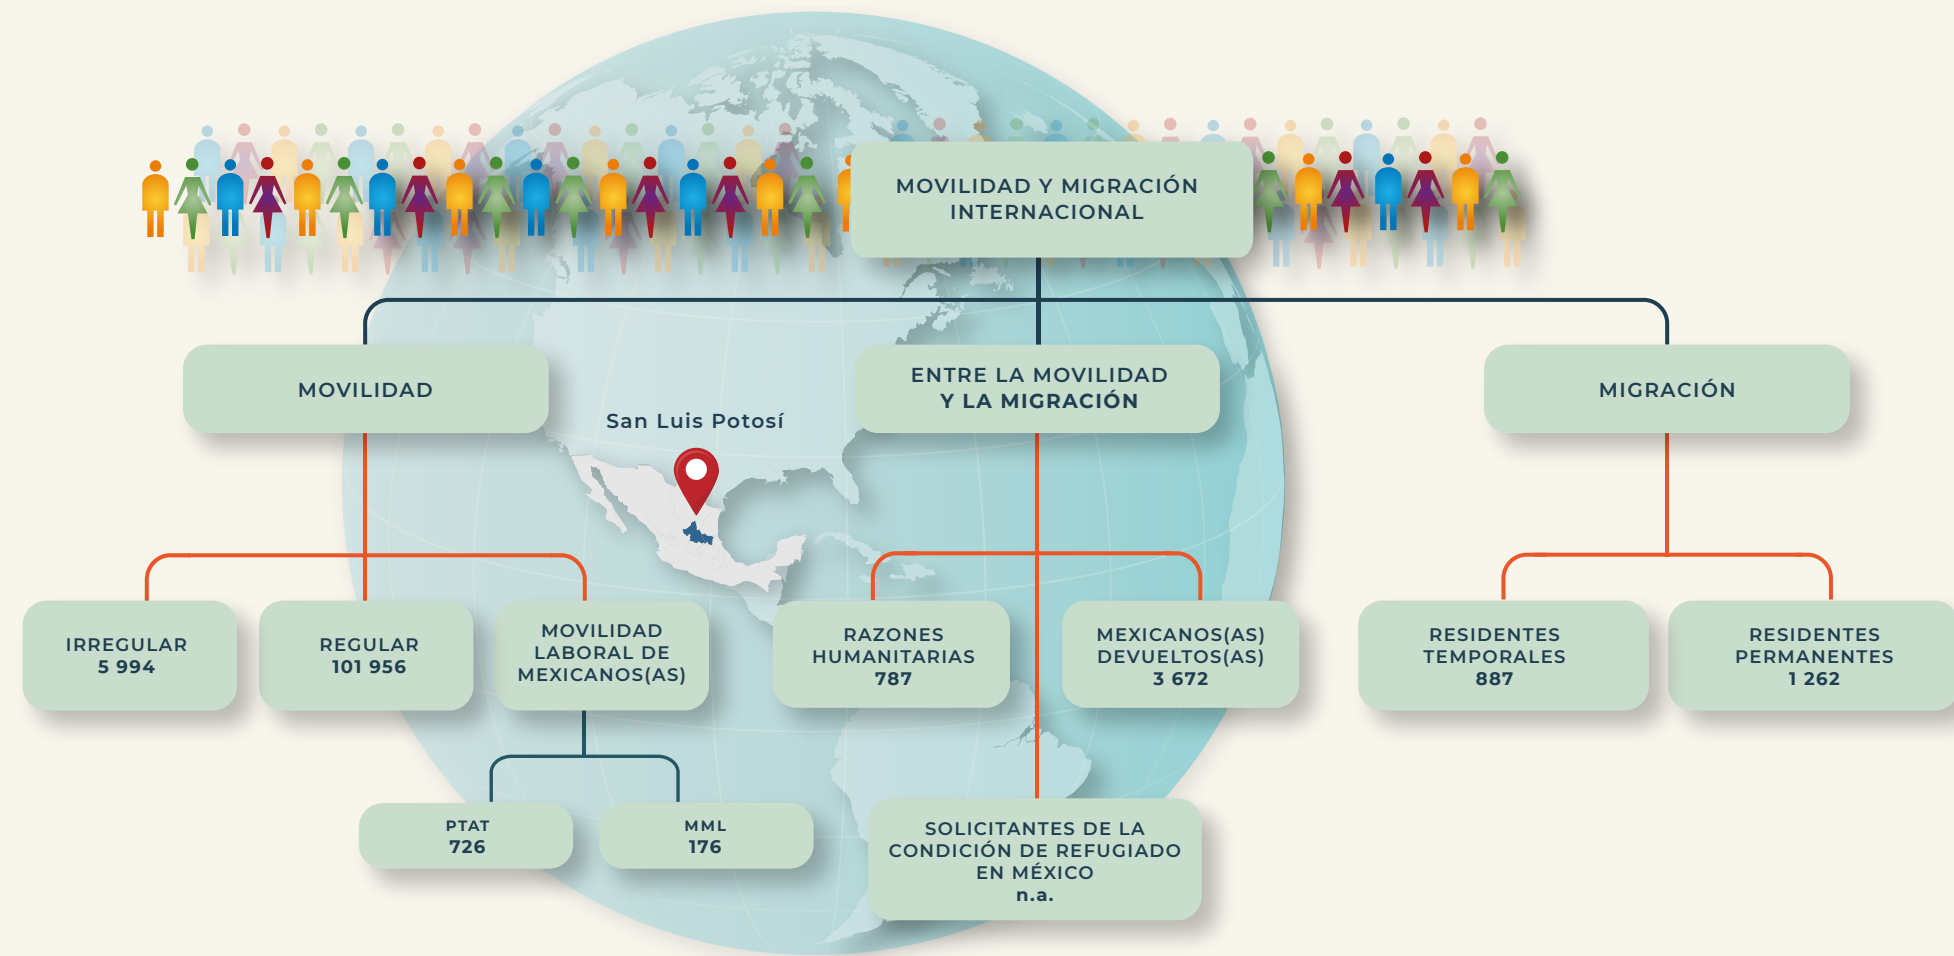 MOVILIDAD Y MIGRACIÓN
INTERNACIONAL
MOVILIDAD
ENTRE LA MOVILIDAD
Y LA MIGRACIÓN
MIGRACIÓN
San Luis Potosí
IRREGULAR
5 994
REGULAR
101 956
MOVILIDAD
LABORAL DE
MEXICANOS(AS)
RAZONES
HUMANITARIAS
787
MEXICANOS(AS)
DEVUELTOS(AS)
3 672
RESIDENTES
TEMPORALES
887
RESIDENTES
PERMANENTES
1 262
PTAT
726
MML
176
SOLICITANTES DE LA
CONDICIÓN DE REFUGIADO
EN MÉXICO
n.a.